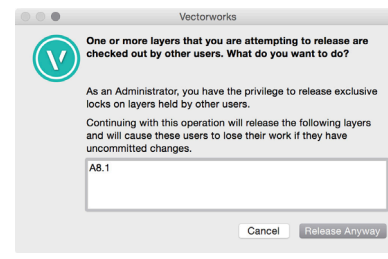 Vectorworks
One or more layers that you are attempting to release are
checked out by other users. What do you want to do?
As an Administrator, you have the privilege to release exclusive
locks on layers held by other users.
Continuing with this operation will release the following layers
and will cause these users to lose their work if they have
uncommitted changes.
A8.1
Cancel Release Anyway